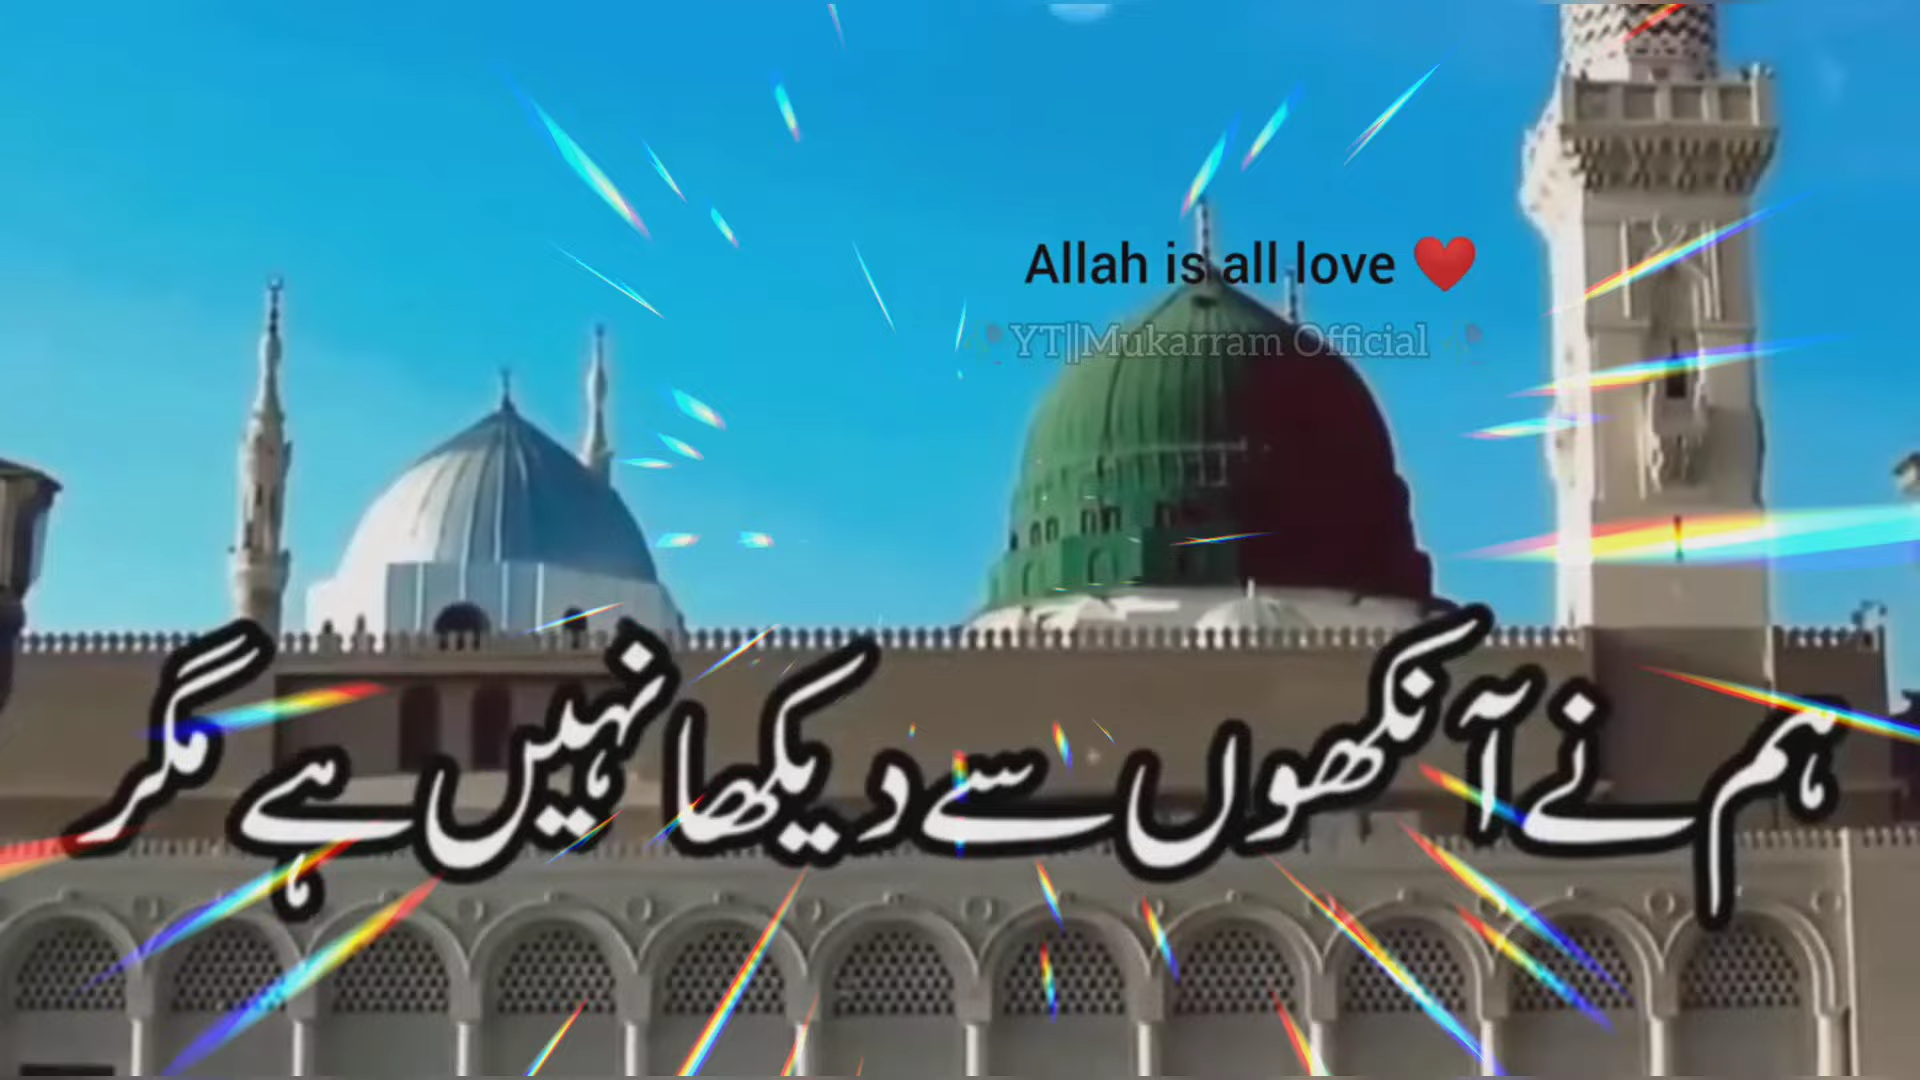 Allah is all love ❤️
YT||Mukarram Official
ہم نے آنکھوں سے دیکھا نہیں ہے مگر